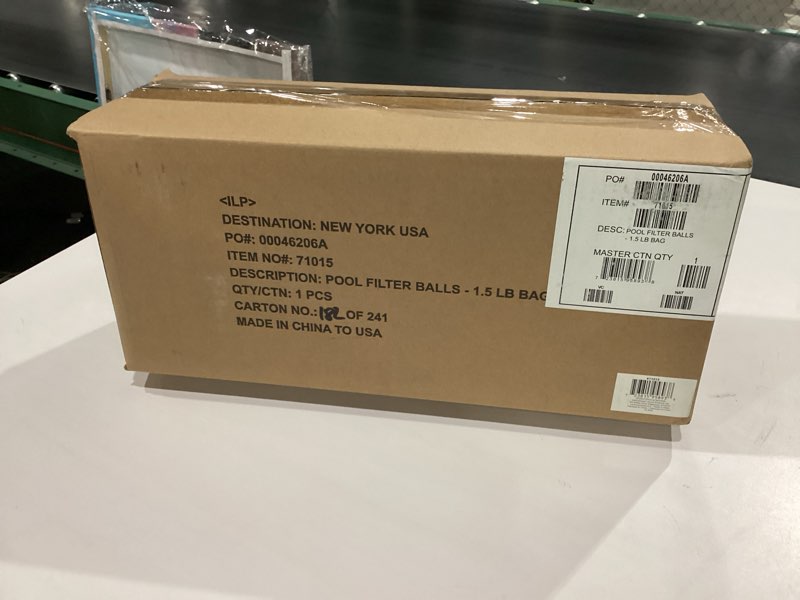 <ILP>
DESTINATION: NEW YORK USA
PO#: 00046206A
ITEM NO#: 71015
DESCRIPTION: POOL FILTER BALLS - 1.5 LB BAG
QTY/CTN: 1 PCS
CARTON NO.: 182 OF 241
MADE IN CHINA TO USA
PO# 00046206A
ITEM# 71015
DESC: POOL FILTER BALLS
- 1.5 LB BAG
MASTER CTN QTY
1
VC
NAT